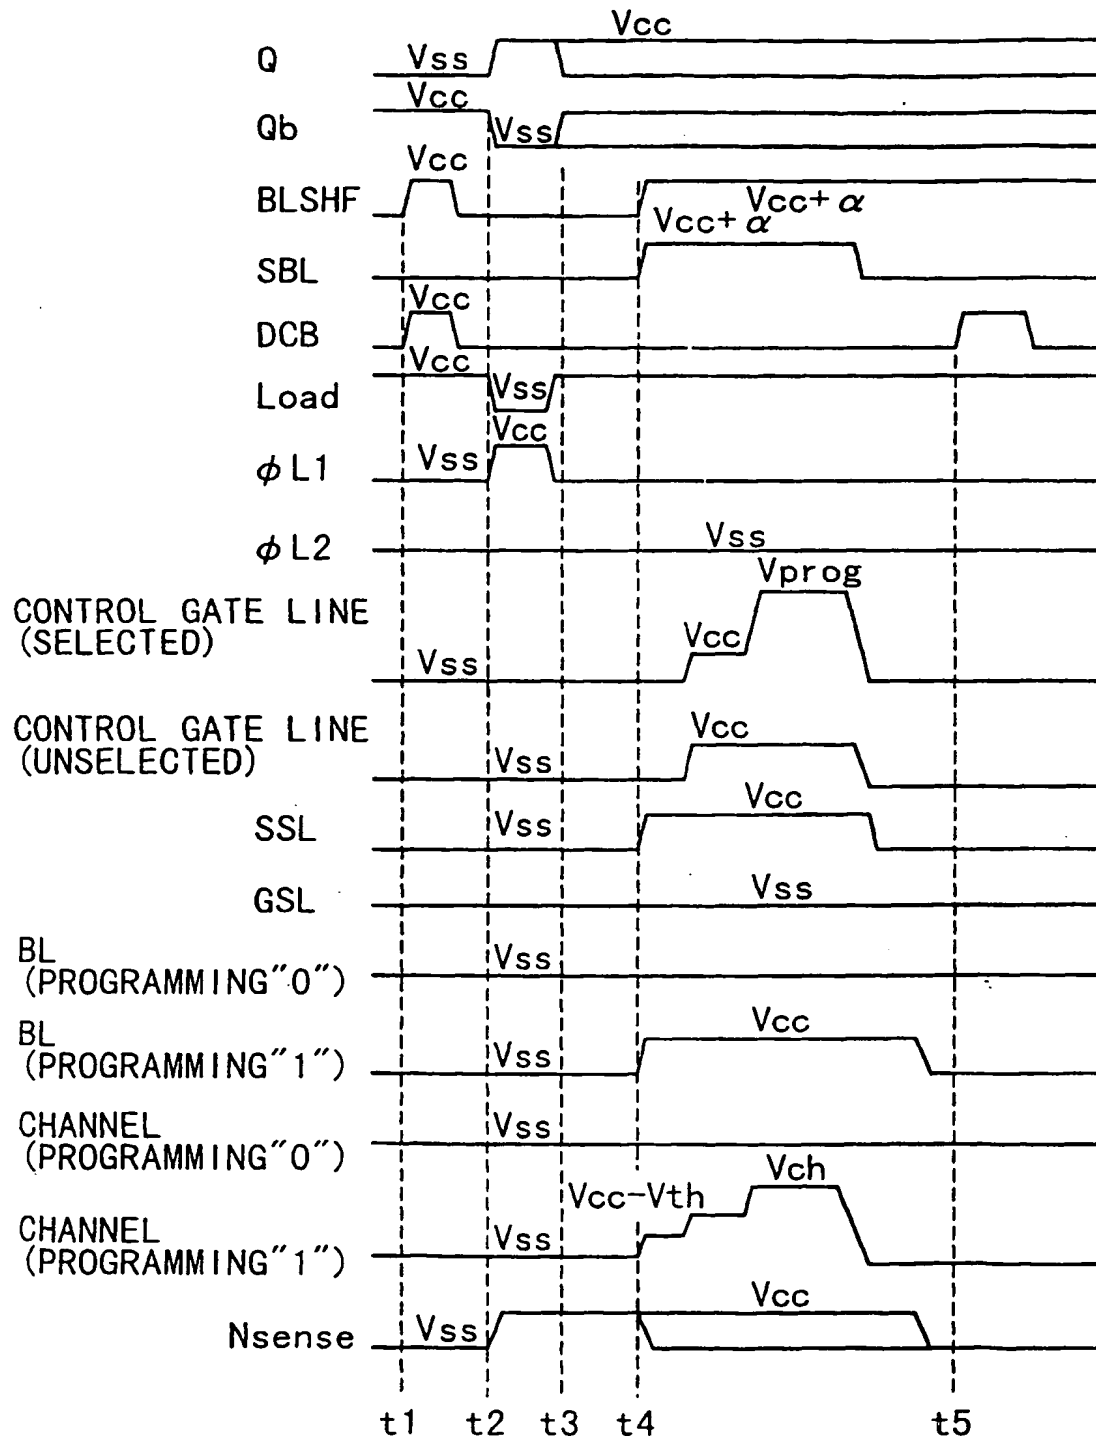 Vcc
Q Vss
Vcc
Qb Vss
Vcc
BLSHF Vcc+α
Vcc+α
SBL
Vcc
DCB
Vcc
Load Vss
Vcc
φL1 Vss
φL2 Vss
Vprog
CONTROL GATE LINE
(SELECTED) Vcc
Vss
CONTROL GATE LINE
(UNSELECTED) Vcc
Vss
Vcc
SSL Vss
GSL Vss
BL
(PROGRAMMING"0") Vss
BL
(PROGRAMMING"1") Vss Vcc
CHANNEL
(PROGRAMMING"0") Vss
Vcc-Vth Vch
CHANNEL
(PROGRAMMING"1") Vss
Vcc
Nsense Vss
t1 t2 t3 t4 t5